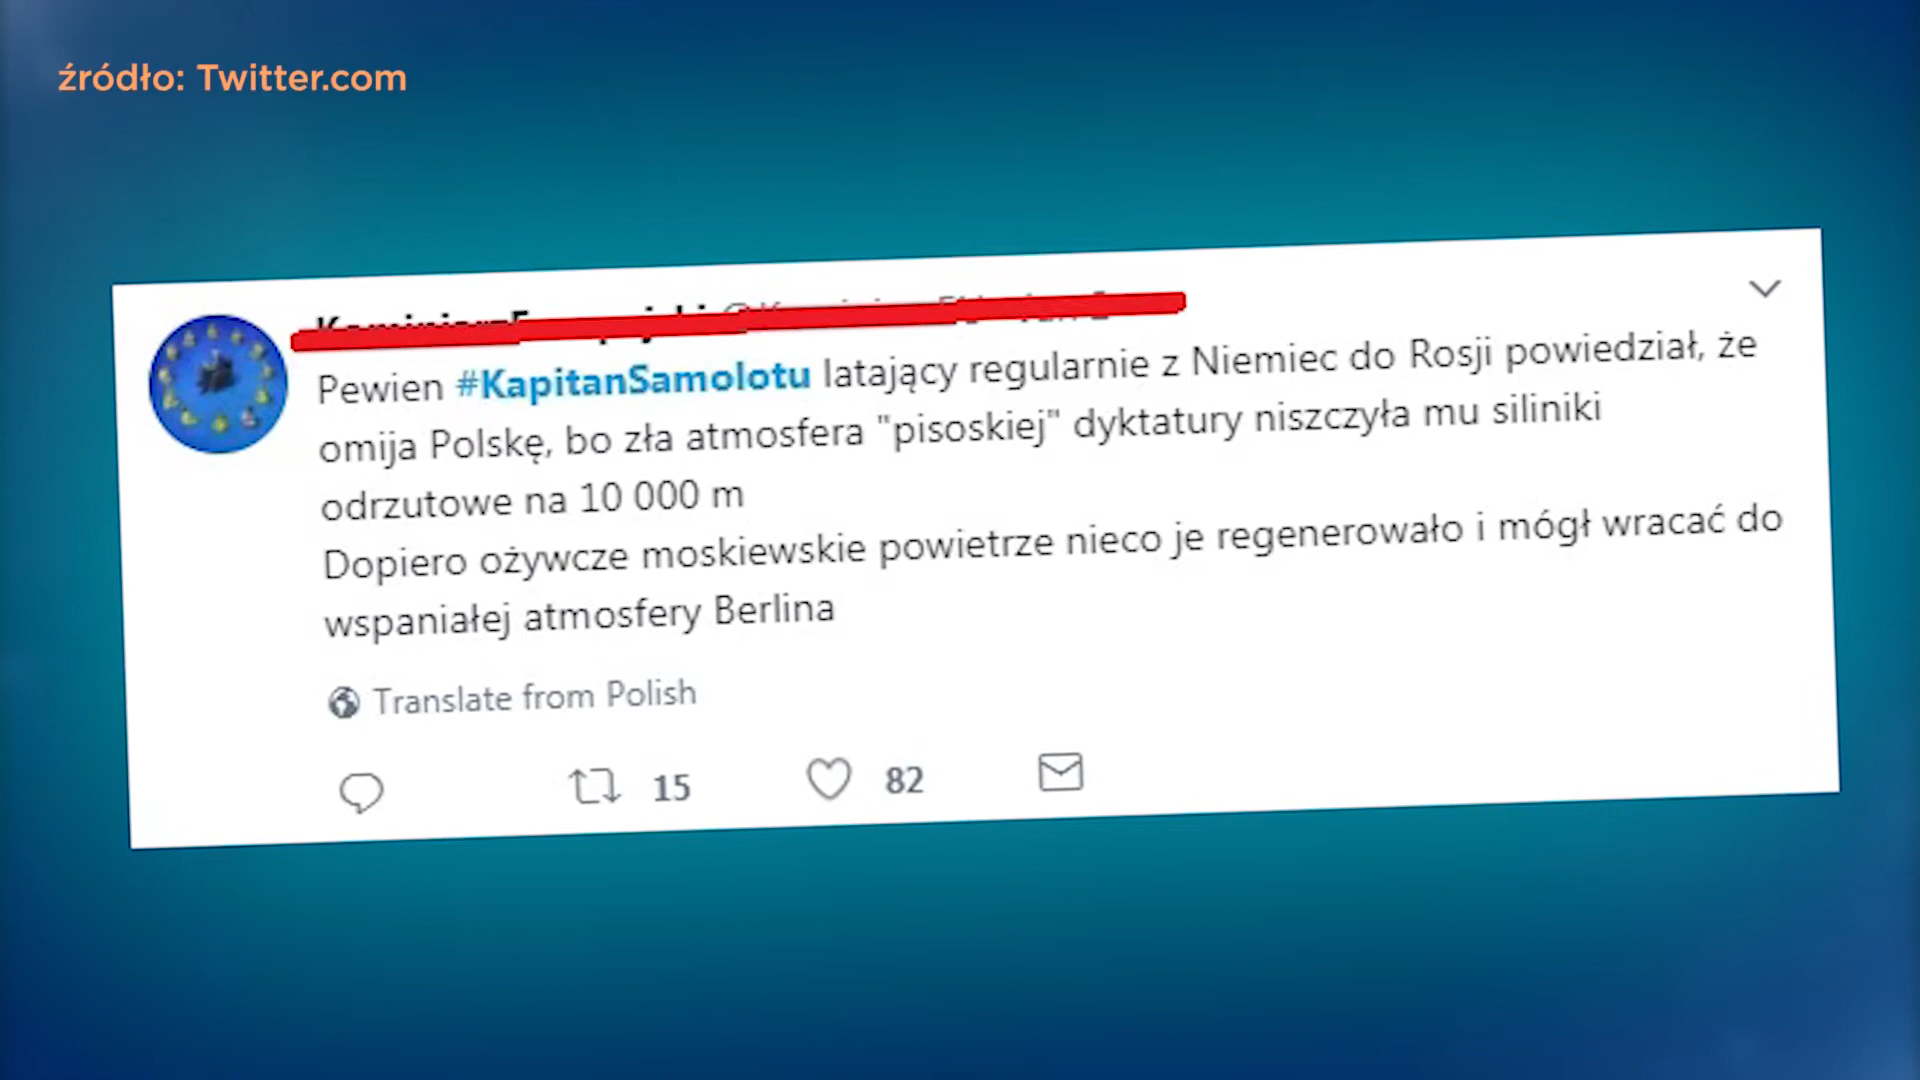 źródło: Twitter.com
Pewien #KapitanSamolotu latający regularnie z Niemiec do Rosji powiedział, że
omija Polskę, bo zła atmosfera "pisoskiej" dyktatury niszczyła mu siliniki
odrzutowe na 10 000 m
Dopiero ożywcze moskiewskie powietrze nieco je regenerowało i mógł wracać do
wspaniałej atmosfery Berlina
Translate from Polish
15 82